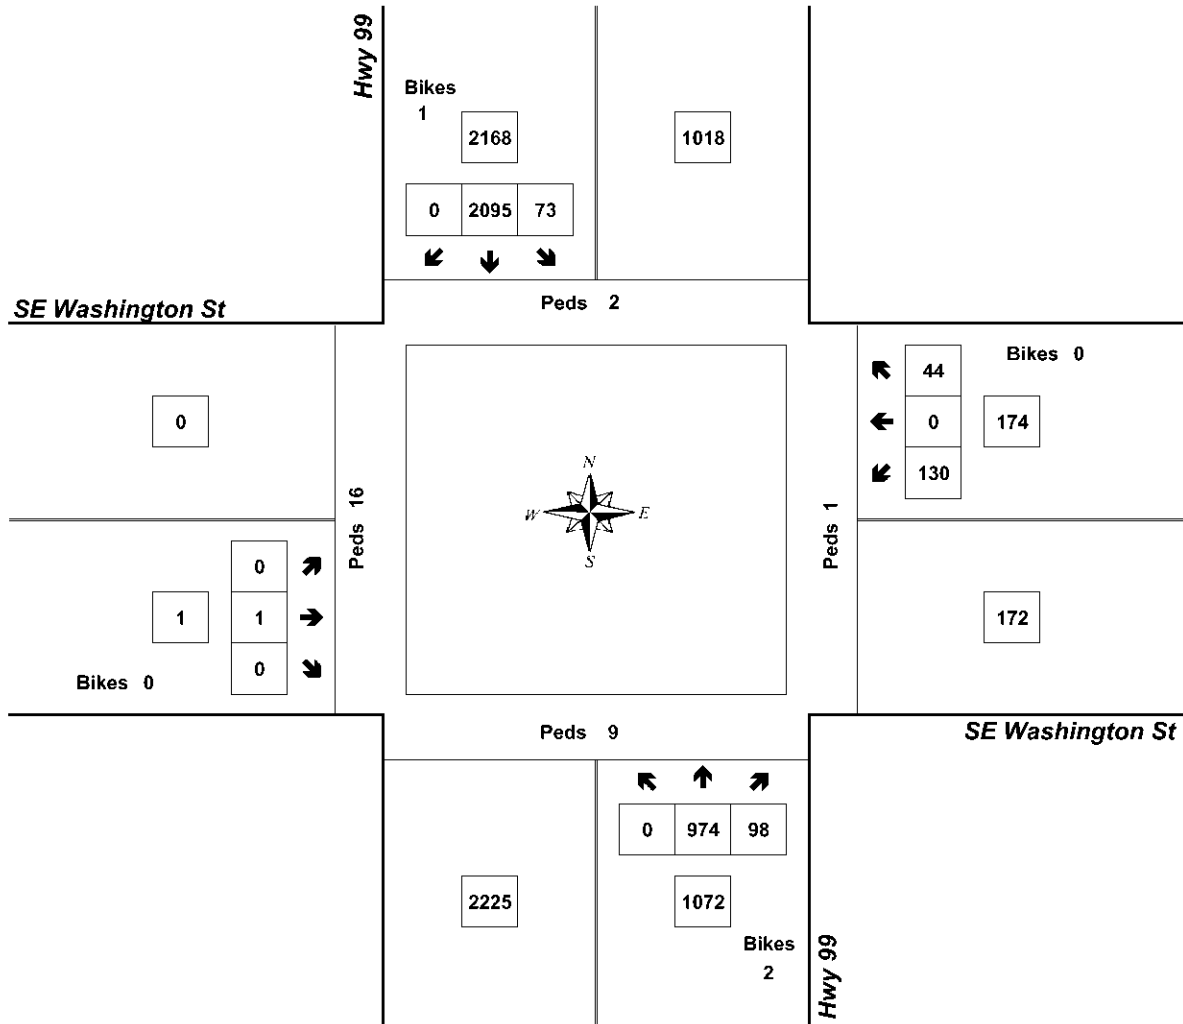 Hwy 99
Bikes
1
2168
1018
0 2095 73
Peds 2
SE Washington St
Bikes 0
44
0
0
174
130
N
W E
S
Peds 16
Peds 1
0
1
1
172
0
Bikes 0
Peds 9
SE Washington St
0 974 98
2225
1072
Bikes
2
Hwy 99